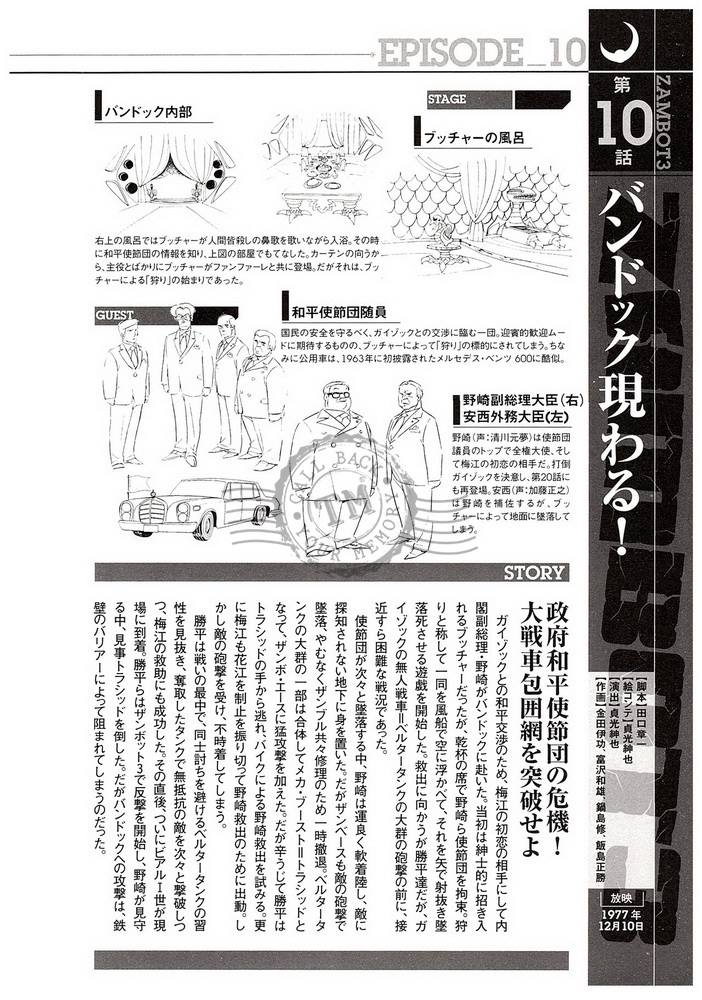 EPISODE_10
ZAMBOT3
第
10
話
バンドック現わる！
【脚本】田口章一
【絵コンテ】貞光紳也
【演出】貞光紳也
【作画】金田伊功、富沢和雄、鍋島修、飯島正勝
放映
1977年
12月10日
STAGE
バンドック内部
ブッチャーの風呂
右上の風呂ではブッチャーが人間皆殺しの鼻歌を歌いながら入浴。その時
に和平使節団の情報を知り、上図の部屋でもてなした。カーテンの向うか
ら、主役とばかりにブッチャーがファンファーレと共に登場。だがそれは、ブッ
チャーによる「狩り」の始まりであった。
GUEST
和平使節団随員
国民の安全を守るべく、ガイゾックとの交渉に臨む一団。迎賓的歓迎ムー
ドに期待するものの、ブッチャーによって「狩り」の標的にされてしまう。ちな
みに公用車は、1963年に初披露されたメルセデス・ベンツ 600に酷似。
野崎副総理大臣（右）
安西外務大臣（左）
野崎（声：清川元夢）は使節団
議員のトップで全権大使、そし
て梅江の初恋の相手だ。打倒
ガイゾックを決意し、第20話に
も再登場。安西（声：加藤正之）
は野崎を補佐するが、ブッ
チャーによって地面に墜落して
しまう。
CALL BACK
TM
OUR MEMORY
STORY
政府和平使節団の危機！
大戦車包囲網を突破せよ
ガイゾックとの和平交渉のため、梅江の初恋の相手にして内
閣副総理・野崎がバンドックに赴いた。当初は紳士的に招き入
れるブッチャーだったが、乾杯の席で野崎ら使節団を拘束。狩
りと称して一同を風船で空に浮かべて、それを矢で射抜き墜
落死させる遊戯を開始した。救出に向かうが勝平達だが、ガ
イゾックの無人戦車＝ベルタータンクの大群の砲撃の前に、接
近すら困難な戦況であった。
使節団が次々と墜落する中、野崎は運良く軟着陸し、敵に
探知されない地下に身を置いた。だがザンベースも敵の砲撃で
墜落、やむなくザンブル共々修理のため一時撤退。ベルタータ
ンクの大群の一部は合体してメカ・ブースト＝トラシッドと
なって、ザンボ・エースに猛攻撃を加えた。だが辛うじて勝平は
トラシッドの手から逃れ、バイクによる野崎救出を試みる。更
に梅江も花江を制止を振り切って野崎救出のために出動。し
かし敵の砲撃を受け、不時着してしまう。
勝平は戦いの最中で、同士討ちを避けるベルタータンクの習
性を見抜き、奪取したタンクで無抵抗の敵を次々と撃破しつ
つ、梅江の救助にも成功した。その直後、ついにビアルⅠ世が現
場に到着。勝平らはザンボット3で反撃を開始し、野崎が見守
る中、見事トラシッドを倒した。だがバンドックへの攻撃は、鉄
壁のバリアーによって阻まれてしまうのだった。